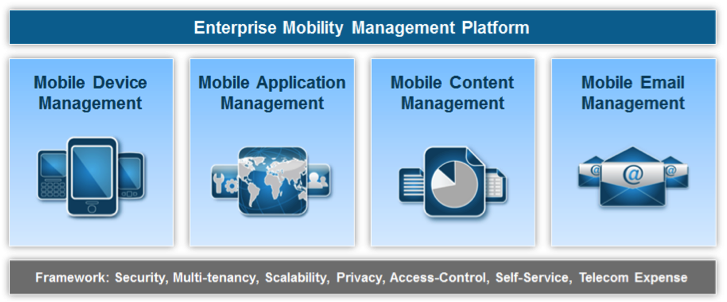 Enterprise Mobility Management Platform
Mobile Device
Management
Mobile Application
Management
Mobile Content
Management
Mobile Email
Management
@ @ @
Framework: Security, Multi-tenancy, Scalability, Privacy, Access-Control, Self-Service, Telecom Expense